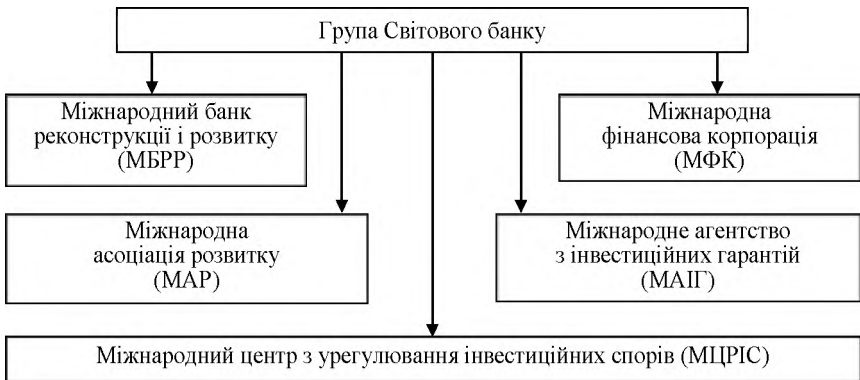 Група Світового банку
Міжнародний банк
реконструкції і розвитку
(МБРР)
Міжнародна
фінансова корпорація
(МФК)
Міжнародна
асоціація розвитку
(МАР)
Міжнародне агентство
з інвестиційних гарантій
(МАІГ)
Міжнародний центр з урегулювання інвестиційних спорів (МЦРІС)